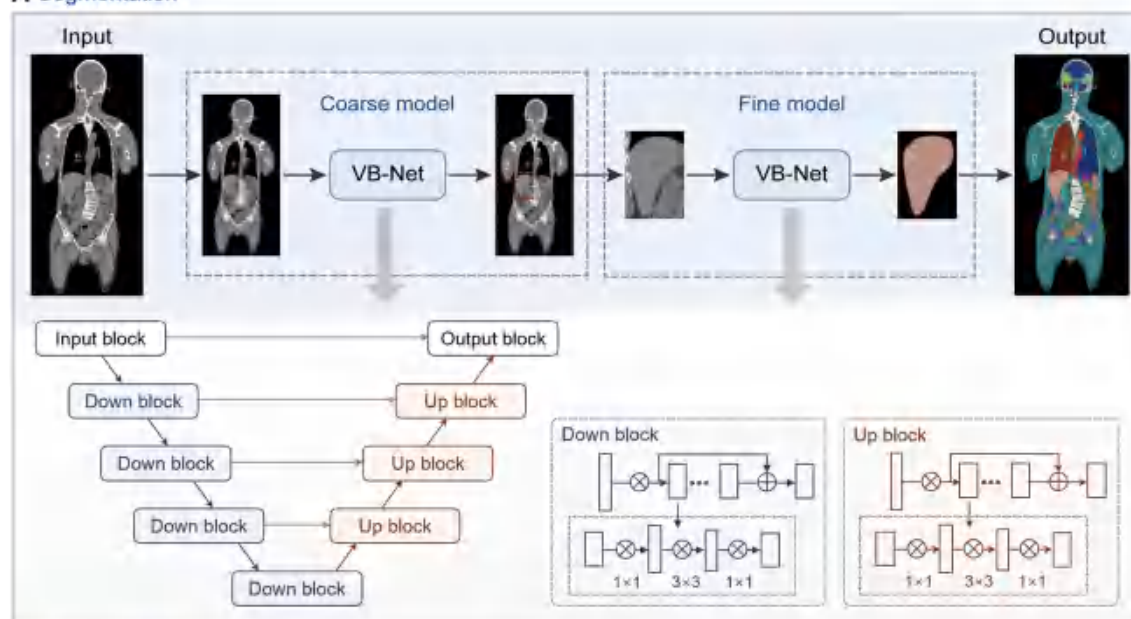 Input
Output
Coarse model
Fine model
VB-Net
VB-Net
Input block
Output block
Down block
Up block
Down block
Up block
Down block
Up block
Down block
Down block
1×1
3×3
1×1
Up block
1×1
3×3
1×1